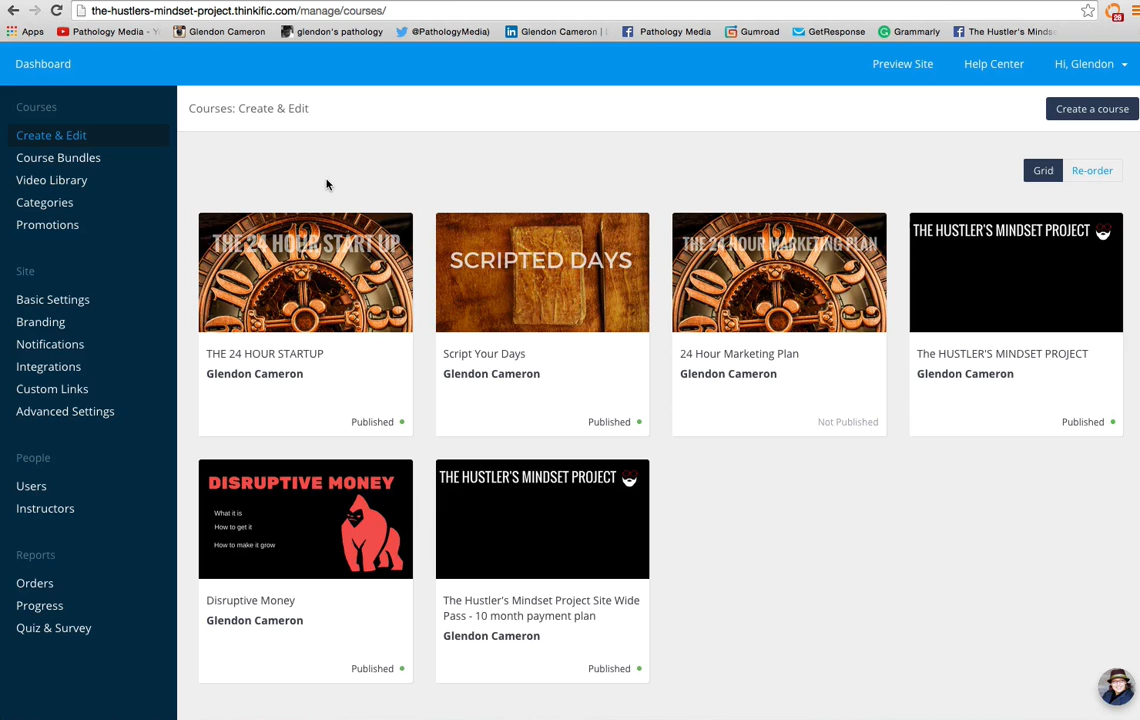 the-hustlers-mindset-project.thinkific.com/manage/courses/
28
Apps
Pathology Media -
Glendon Cameron
glendon's pathology
@PathologyMedia)
Glendon Cameron |
Pathology Media
Gumroad
GetResponse
Grammarly
The Hustler's Mindse
Dashboard
Preview Site
Help Center
Hi, Glendon
Courses
Create & Edit
Course Bundles
Video Library
Categories
Promotions
Site
Basic Settings
Branding
Notifications
Integrations
Custom Links
Advanced Settings
People
Users
Instructors
Reports
Orders
Progress
Quiz & Survey
Courses: Create & Edit
Create a course
Grid
Re-order
THE 24 HOUR START UP
THE 24 HOUR STARTUP
Glendon Cameron
Published
SCRIPTED DAYS
Script Your Days
Glendon Cameron
Published
THE 24 HOUR MARKETING PLAN
24 Hour Marketing Plan
Glendon Cameron
Not Published
THE HUSTLER'S MINDSET PROJECT
The HUSTLER'S MINDSET PROJECT
Glendon Cameron
Published
DISRUPTIVE MONEY
What it is
How to get it
How to make it grow
Disruptive Money
Glendon Cameron
Published
THE HUSTLER'S MINDSET PROJECT
The Hustler's Mindset Project Site Wide
Pass - 10 month payment plan
Glendon Cameron
Published